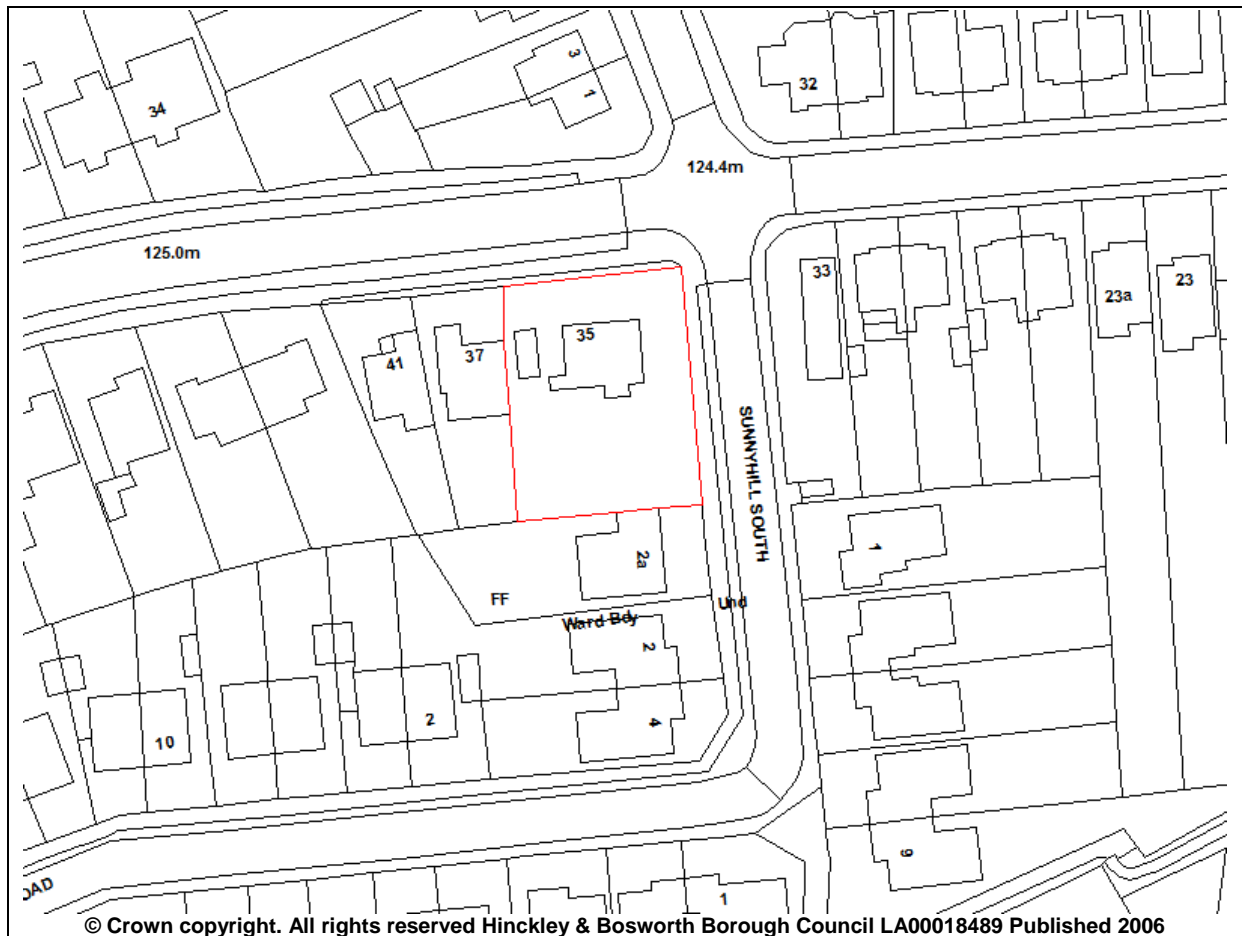 3
1
34
32
124.4m
125.0m
33
23a
23
35
37
41
SUNNYHILL SOUTH
1
2a
FF
Und
Ward Bdy
2
2
4
10
9
OAD
1
© Crown copyright. All rights reserved Hinckley & Bosworth Borough Council LA00018489 Published 2006